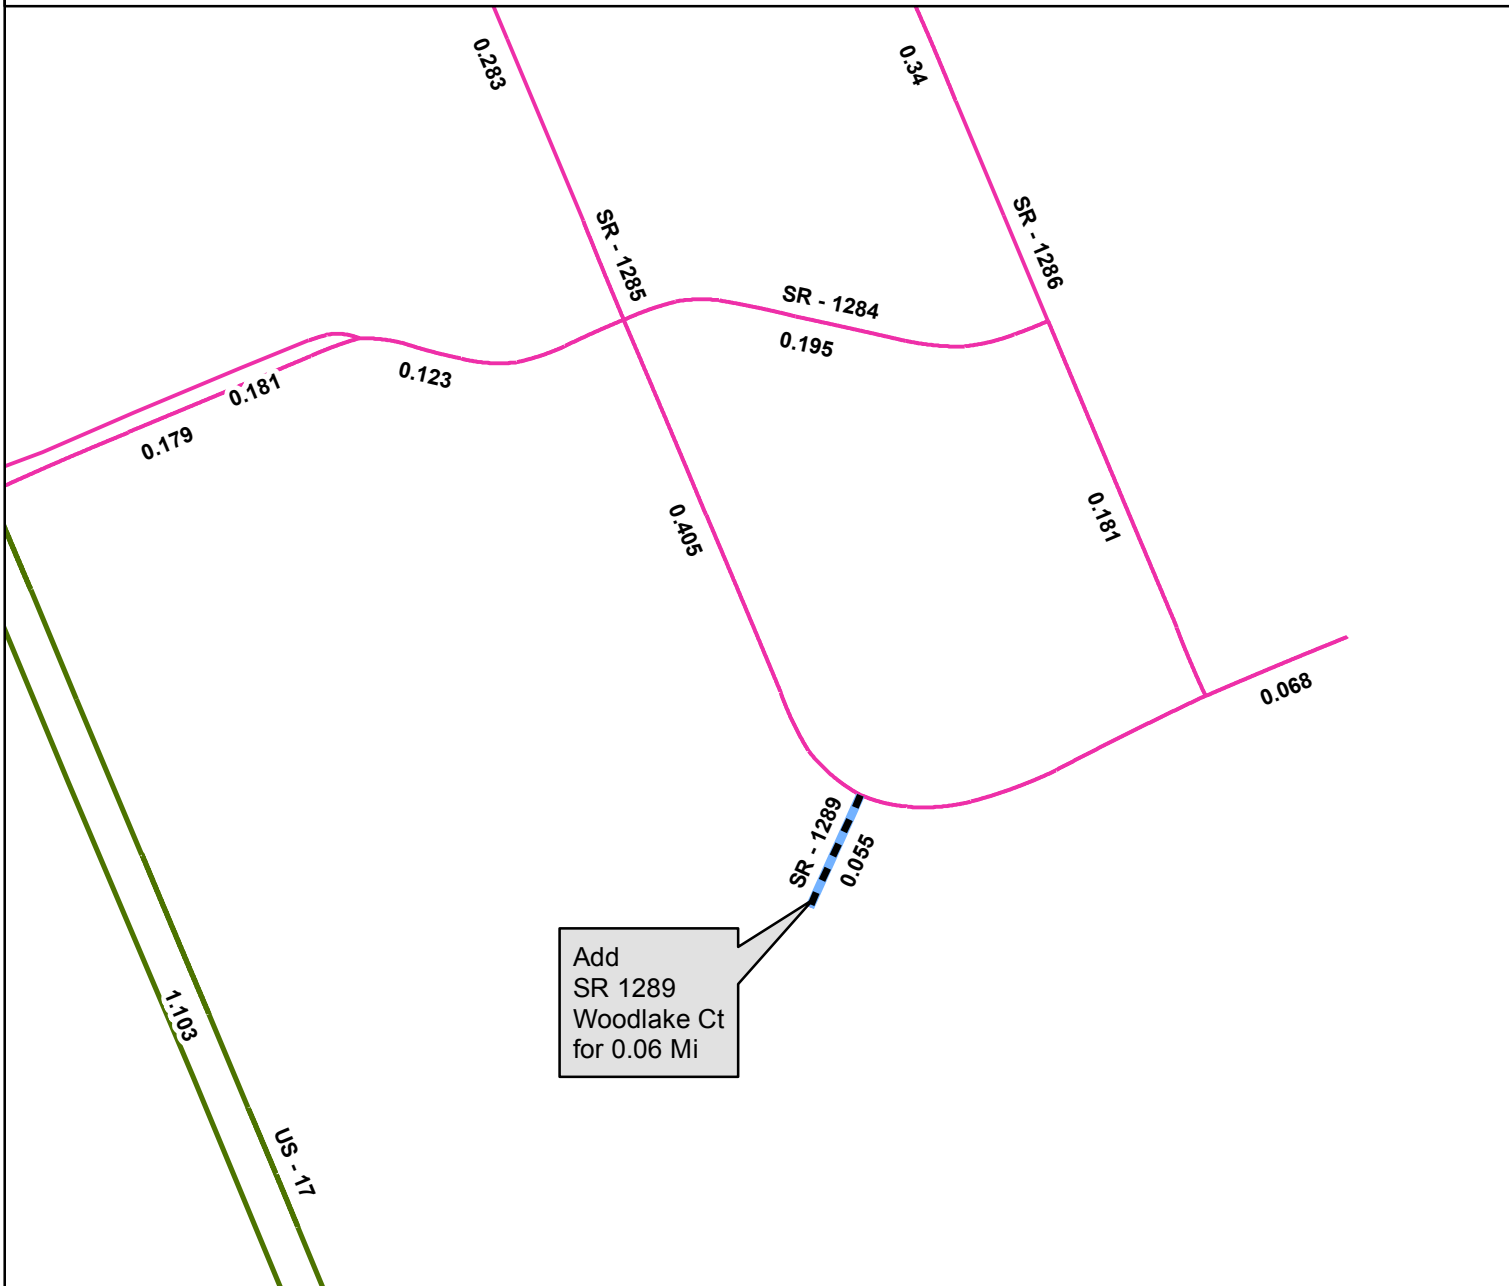 0.283
0.34
SR - 1285
SR - 1286
SR - 1284
0.195
0.123
0.181
0.179
0.405
0.181
0.068
SR - 1289
0.055
Add
SR 1289
Woodlake Ct
for 0.06 Mi
1.103
US - 17